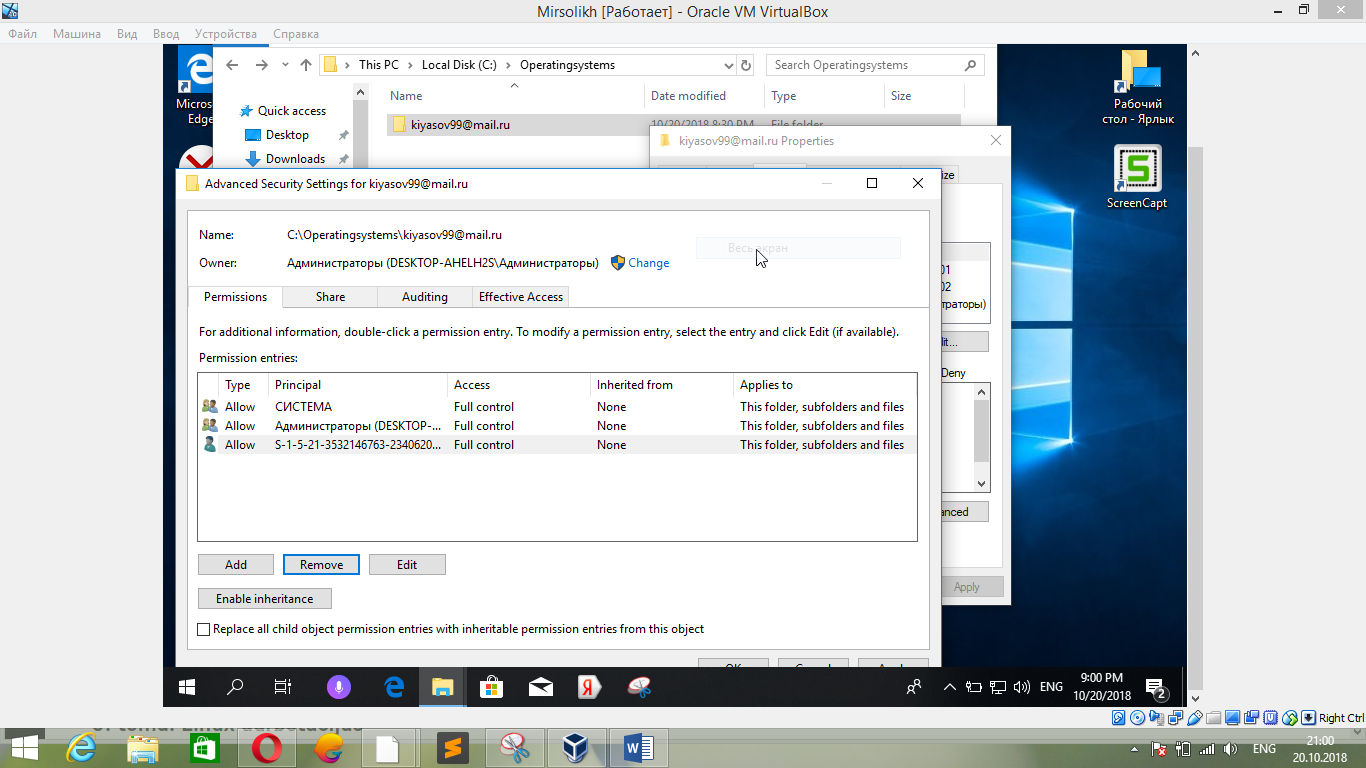 Mirsolikh [Работает] - Oracle VM VirtualBox
Файл Машина Вид Ввод Устройства Справка
This PC Local Disk (C:) Operatingsystems
Search Operatingsystems
Name Date modified Type Size
kiyasov99@mail.ru 10/20/2018 8:30 PM File folder
Quick access
Desktop
Downloads
Edge
Рабочий
стол - Ярлык
ScreenCapt
kiyasov99@mail.ru Properties
Advanced Security Settings for kiyasov99@mail.ru
Name: C:\Operatingsystems\kiyasov99@mail.ru
Owner: Администраторы (DESKTOP-AHELH2S\Администраторы) Change
Весь экран
Permissions Share Auditing Effective Access
For additional information, double-click a permission entry. To modify a permission entry, select the entry and click Edit (if available).
Permission entries:
Type Principal Access Inherited from Applies to
Allow СИСТЕМА Full control None This folder, subfolders and files
Allow Администраторы (DESKTOP-... Full control None This folder, subfolders and files
Allow S-1-5-21-3532146763-2340620... Full control None This folder, subfolders and files
Add Remove Edit
Enable inheritance
Replace all child object permission entries with inheritable permission entries from this object
01
02
траторы)
Deny
Apply
ENG
9:00 PM
10/20/2018
2
Right Ctrl
ENG
21:00
20.10.2018